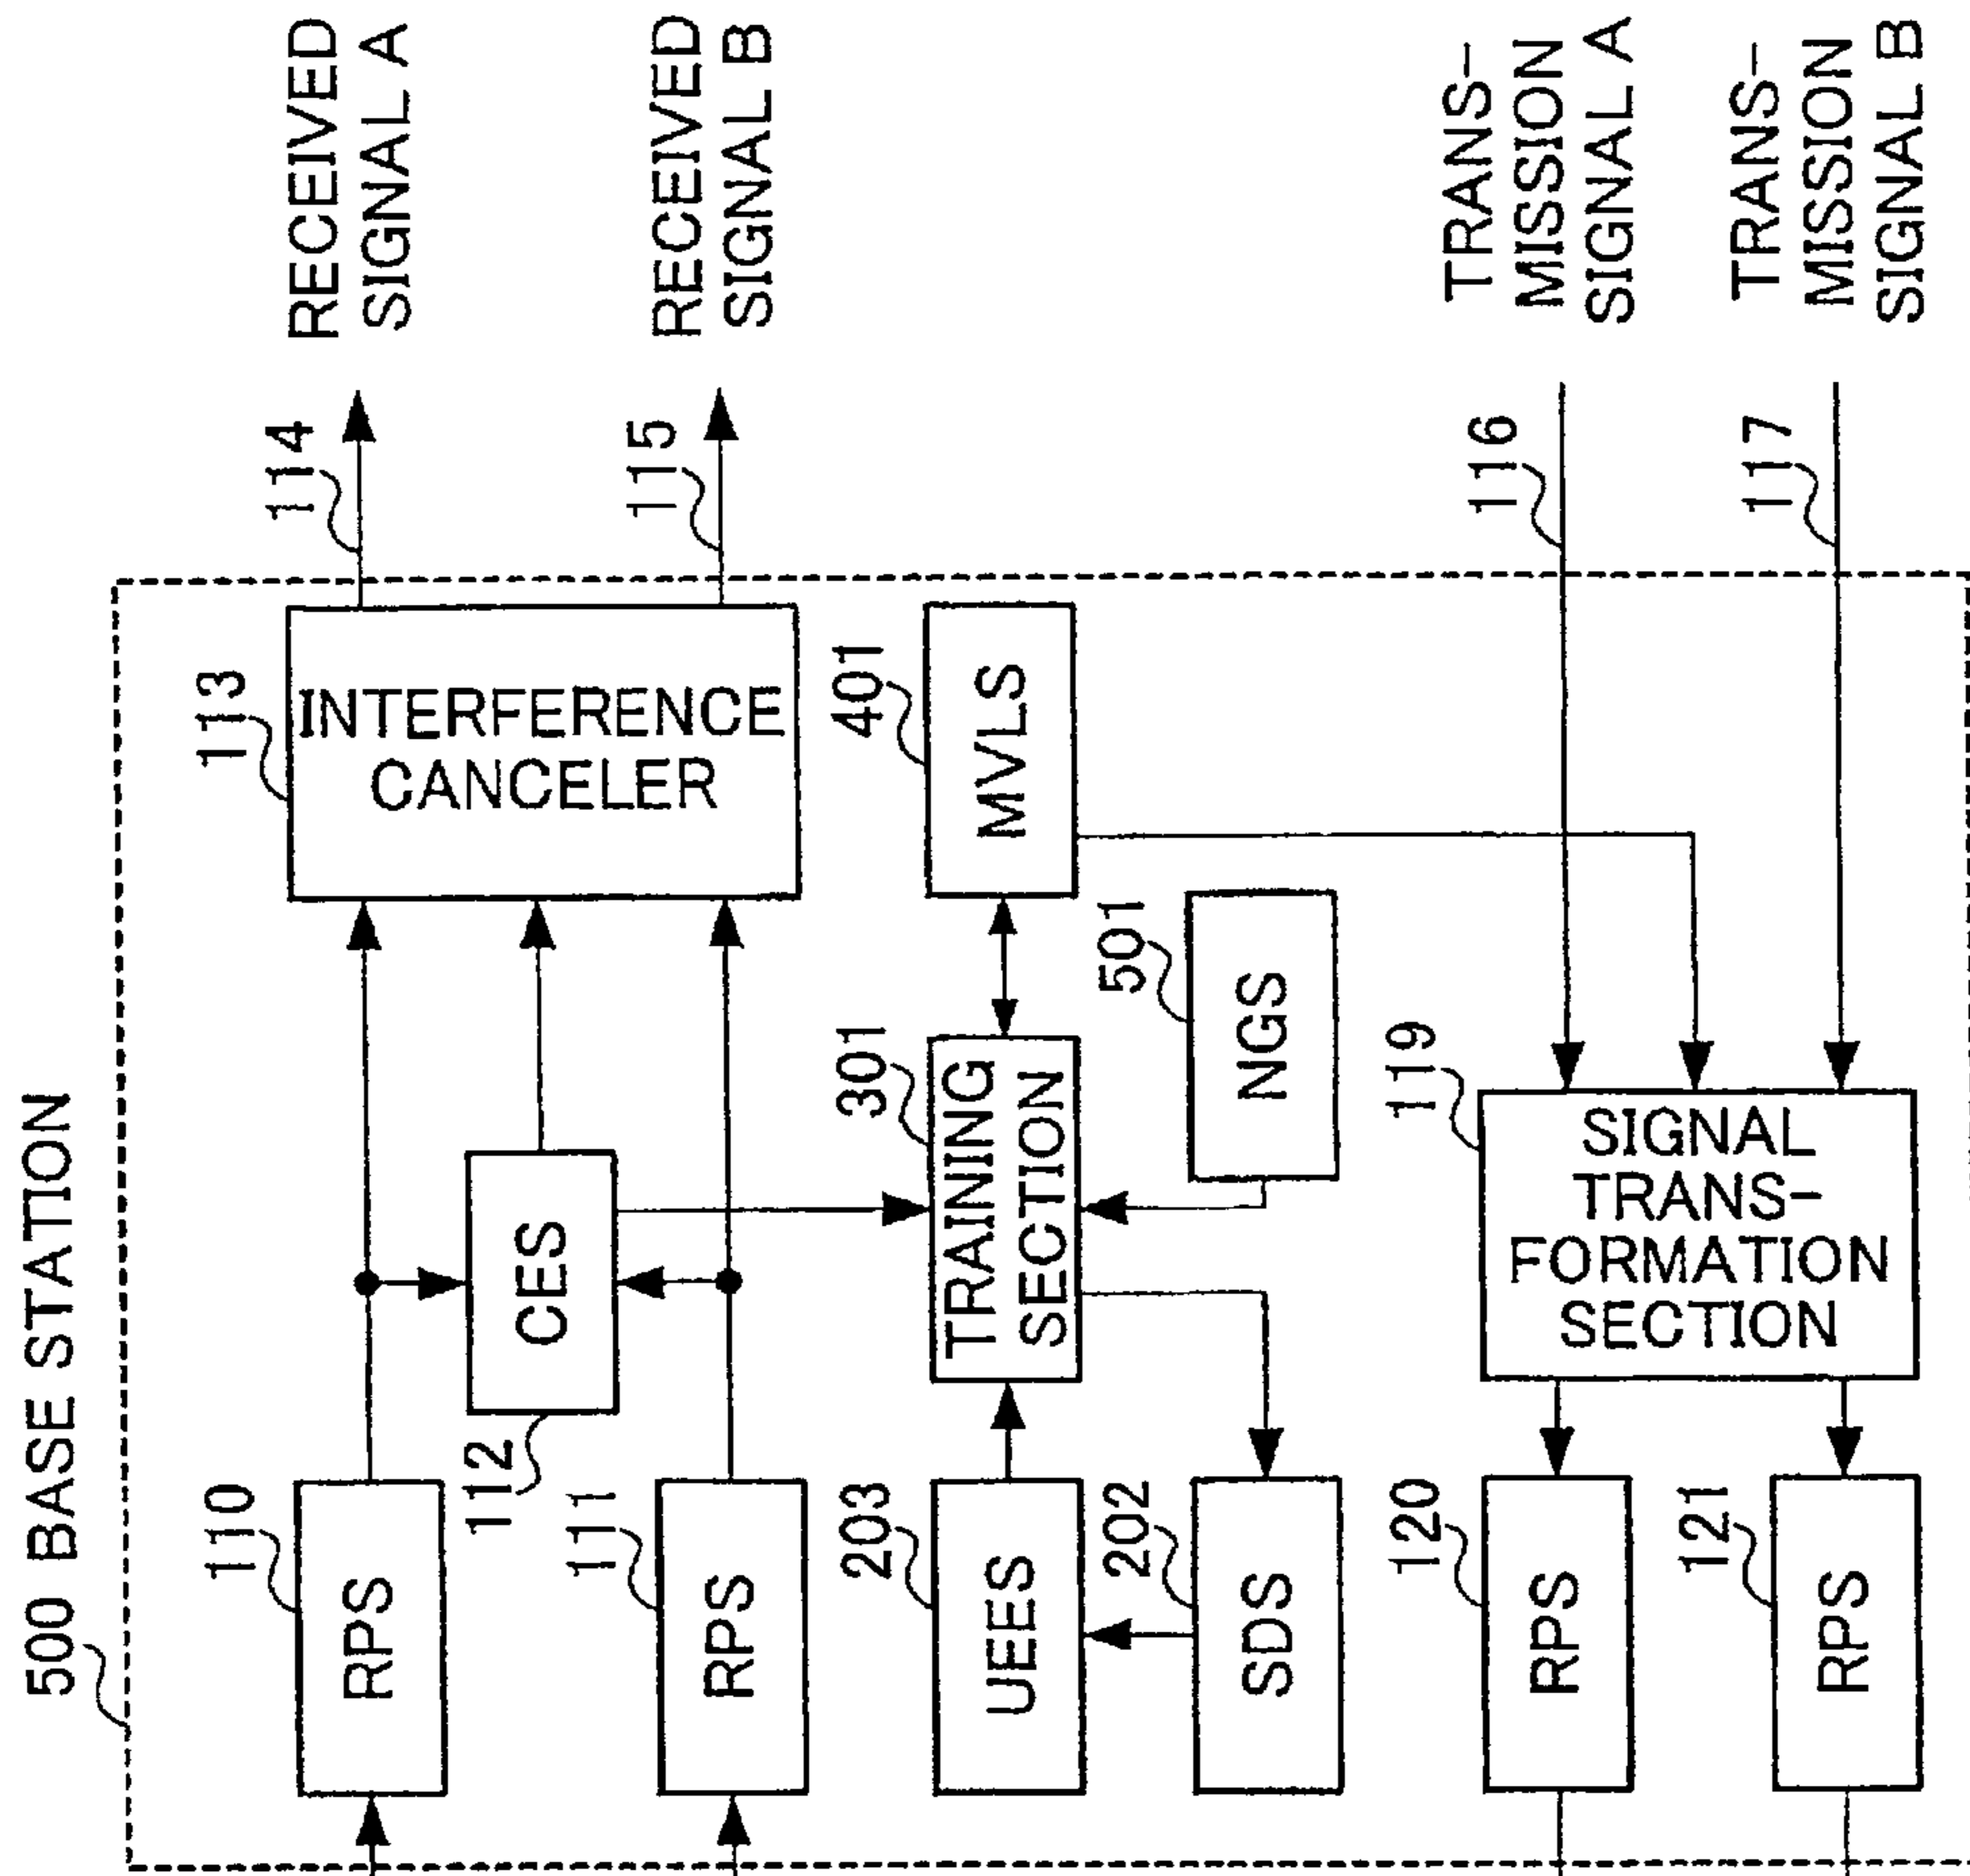 500 BASE STATION
110
RPS
111
RPS
112
CES
113
INTERFERENCE
CANCELER
114
RECEIVED
SIGNAL A
115
RECEIVED
SIGNAL B
203
UEES
202
SDS
301
TRAINING
SECTION
401
MVLS
501
NGS
120
RPS
121
RPS
119
SIGNAL
TRANS-
FORMATION
SECTION
116
TRANS-
MISSION
SIGNAL A
117
TRANS-
MISSION
SIGNAL B